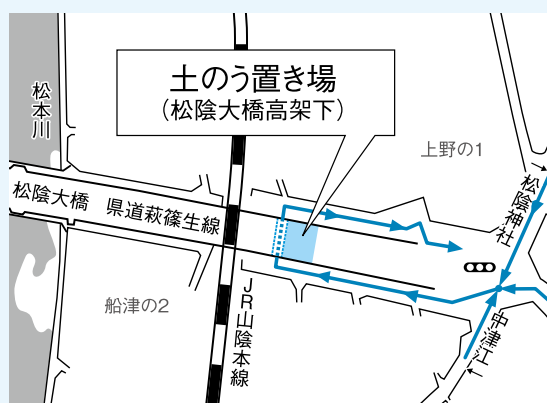 土のう置き場
(松陰大橋高架下)
松本川
上野の1
松陰神社
松陰大橋 県道萩篠生線
船津の2
JR山陰本線
中津江